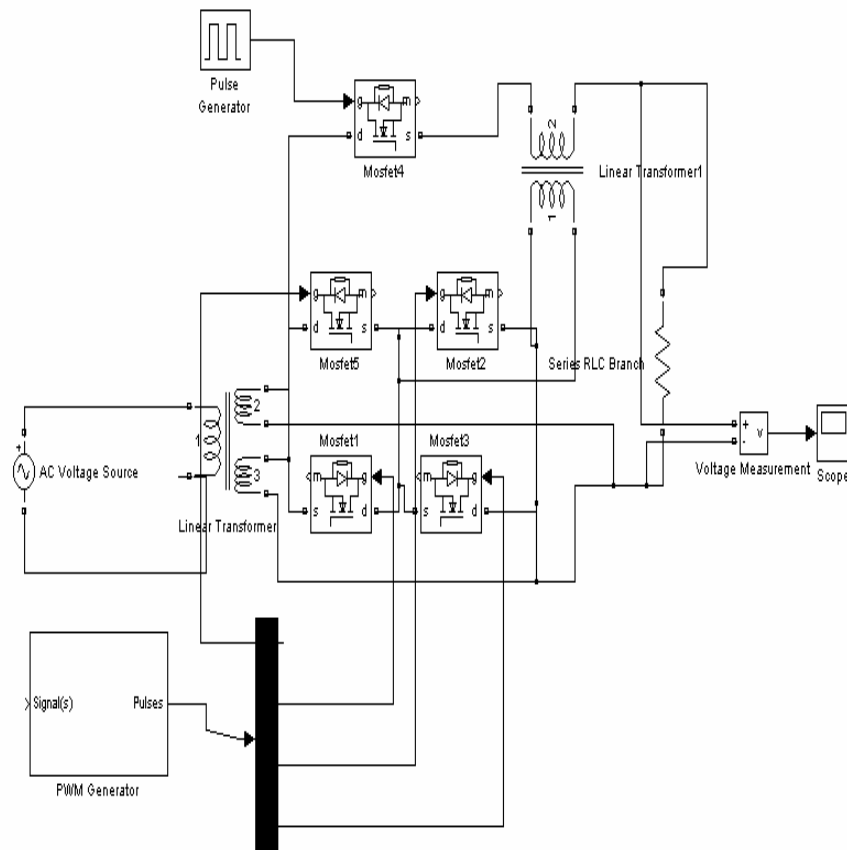 Pulse
Generator
g m
d s
Mosfet4
2
1
Linear Transformer1
g m
d s
Mosfet5
g m
d s
Mosfet2
Series RLC Branch
+
AC Voltage Source
1
2
3
Linear Transformer
Mosfet1
m g
s d
Mosfet3
m g
s d
+
-
v
Voltage Measurement
Scope
Signal(s)
Pulses
PWM Generator